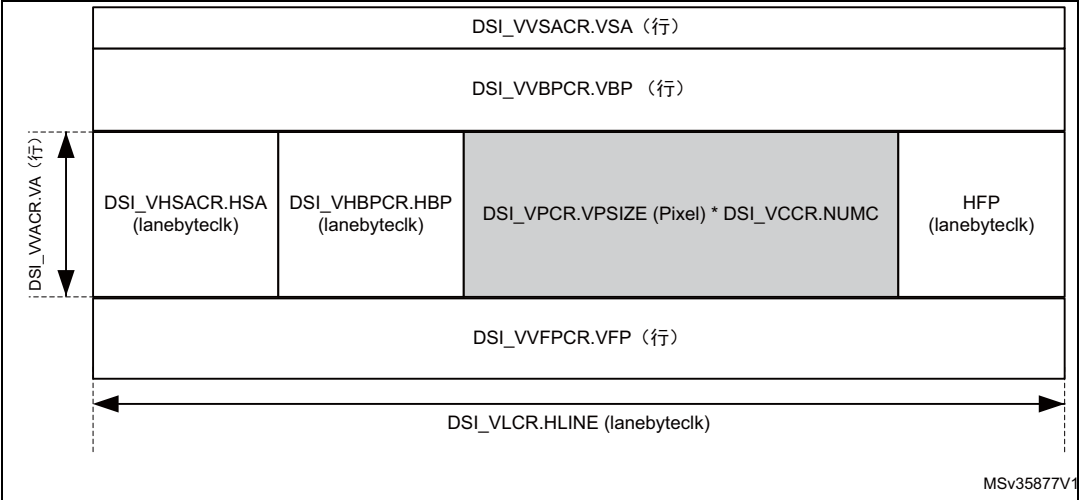 DSI_VVSACR.VSA（行）
DSI_VVBPCR.VBP （行）
DSI_VVACR.VA（行）
DSI_VHSACR.HSA
(lanebyteclk)
DSI_VHBPCR.HBP
(lanebyteclk)
DSI_VPCR.VPSIZE (Pixel) * DSI_VCCR.NUMC
HFP
(lanebyteclk)
DSI_VVFPCR.VFP（行）
DSI_VLCR.HLINE (lanebyteclk)
MSv35877V1